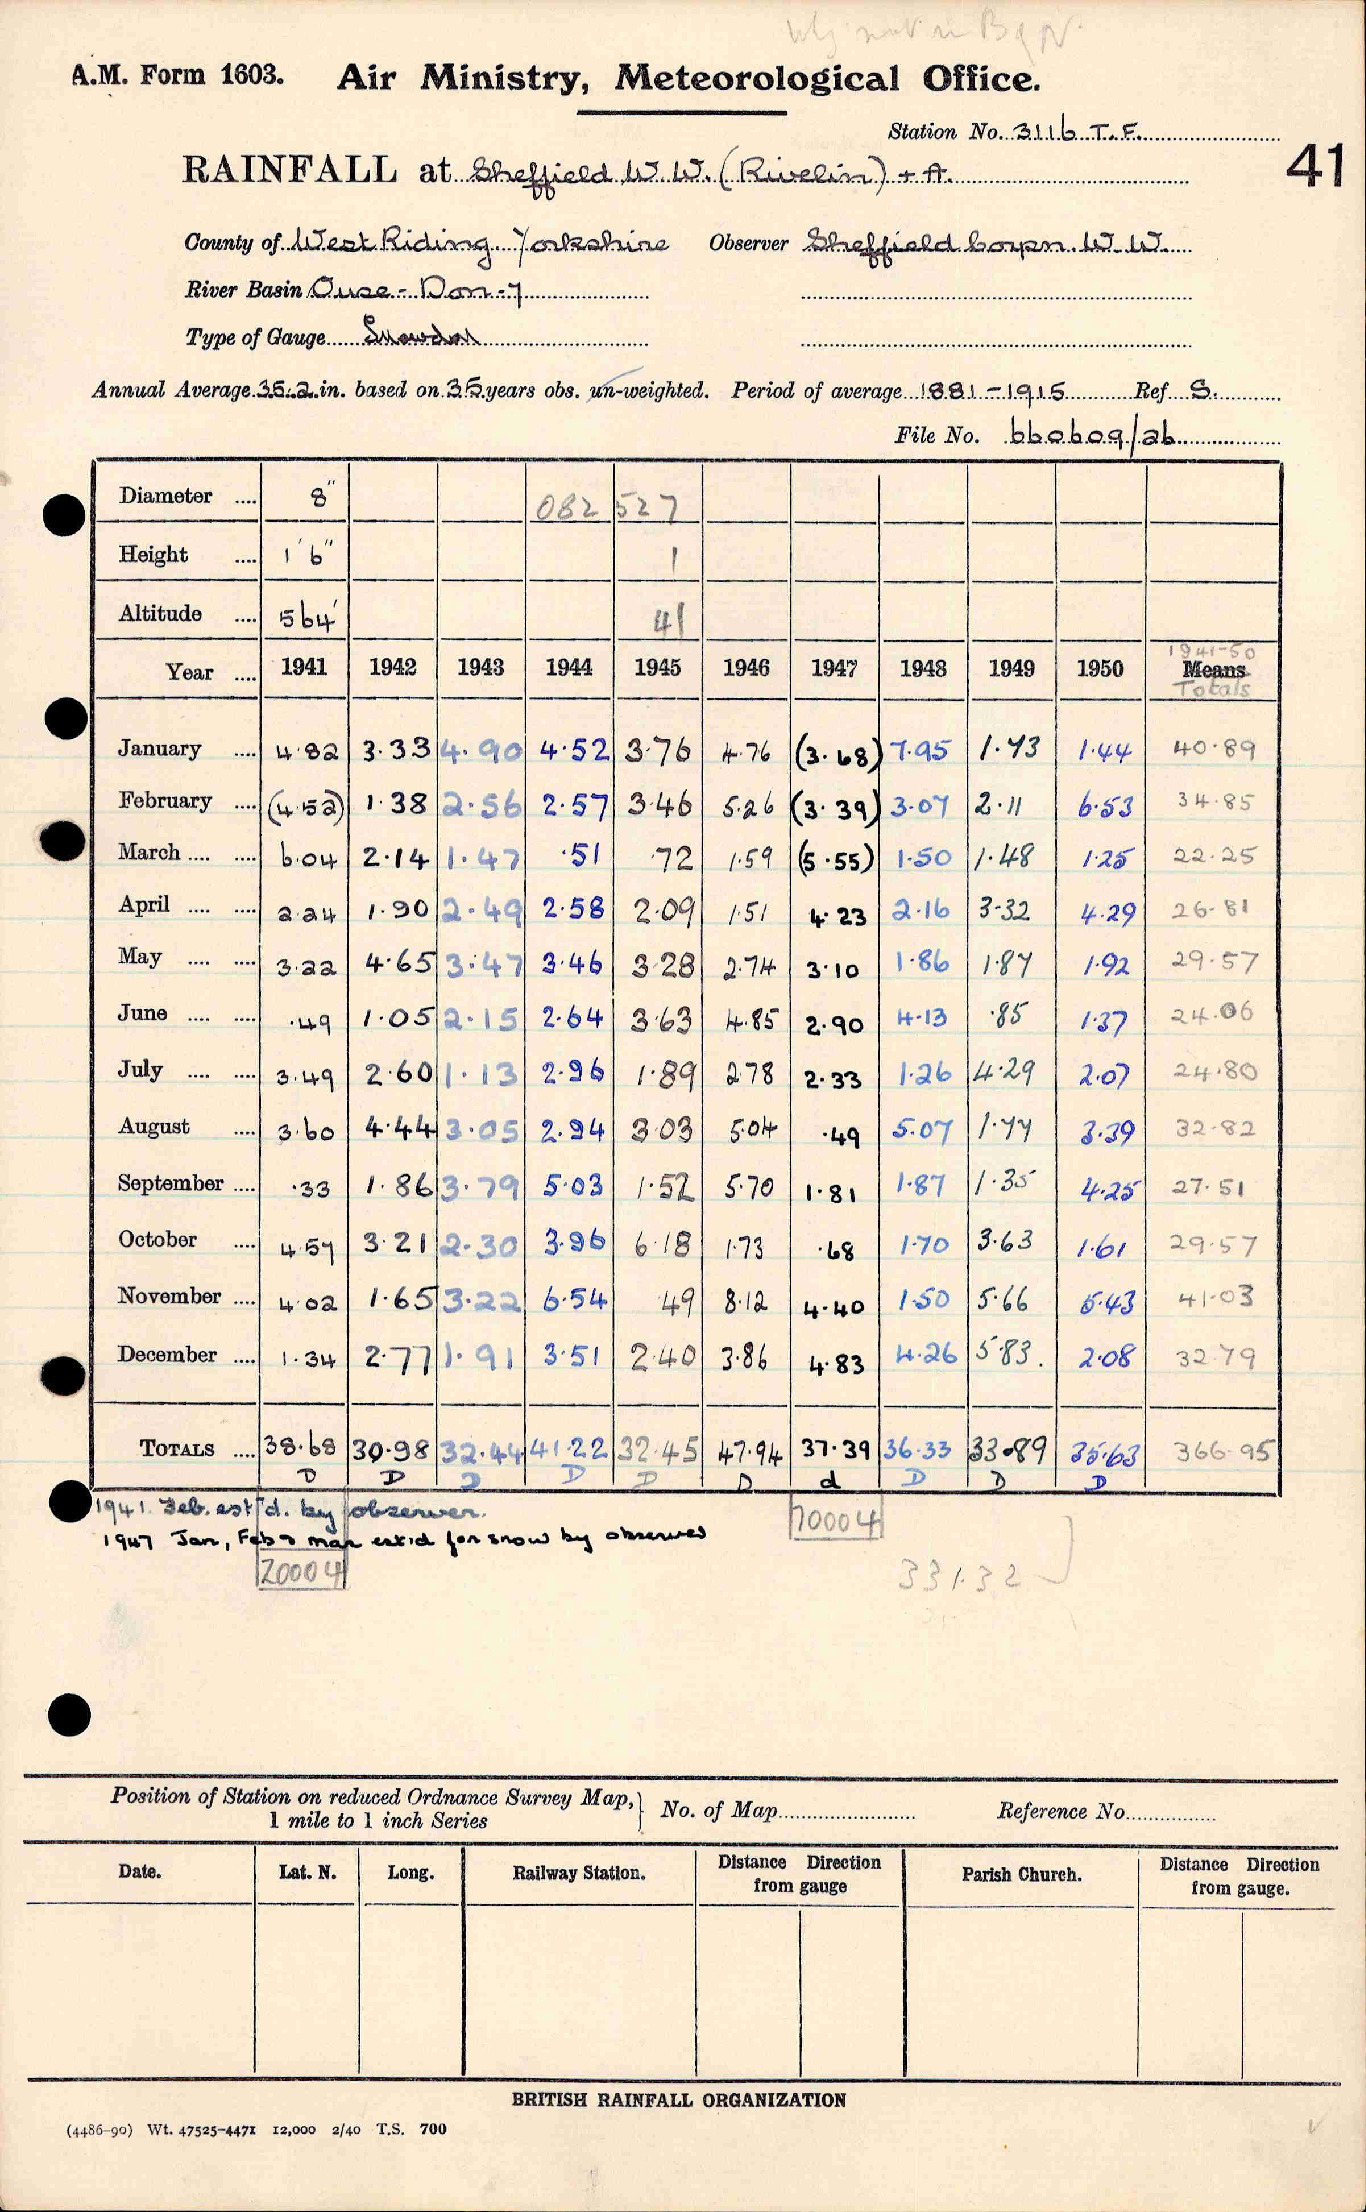 A.M. Form 1603. Air Ministry, Meteorological Office.
Station No. 3116 T.F.
41
RAINFALL at Sheffield W.W. (Rivelin) + A.
County of West Riding, Yorkshire Observer Sheffield Corpn. W.W.
River Basin Ouse - Don - 7
Type of Gauge Snowdon
Annual Average 35.2 in. based on 35 years obs. un-weighted. Period of average 1881-1915 Ref S.
File No. 660609/26
Diameter .... 8" 082 527
Height .... 1' 6" 1
Altitude .... 564' 41
1941-50
Year .... 1941 1942 1943 1944 1945 1946 1947 1948 1949 1950 Means
Totals
January .... 4.82 3.33 4.90 4.52 3.76 4.76 (3.68) 7.95 1.73 1.44 40.89
February .... (4.52) 1.38 2.56 2.57 3.46 5.26 (3.39) 3.07 2.11 6.53 34.85
March .... .... 6.04 2.14 1.47 .51 .72 1.59 (5.55) 1.50 1.48 1.25 22.25
April .... .... 2.24 1.90 2.49 2.58 2.09 1.51 4.23 2.16 3.32 4.29 26.81
May .... .... 3.22 4.65 3.47 3.46 3.28 2.74 3.10 1.86 1.87 1.92 29.57
June .... .... .49 1.05 2.15 2.64 3.63 4.85 2.90 4.13 .85 1.37 24.06
July .... .... 3.49 2.60 1.13 2.96 1.89 2.78 2.33 1.26 4.29 2.07 24.80
August .... 3.60 4.44 3.05 2.94 3.03 5.04 .49 5.07 1.77 3.39 32.82
September .... .33 1.86 3.79 5.03 1.52 5.70 1.81 1.87 1.35 4.25 27.51
October .... 4.57 3.21 2.30 3.96 6.18 1.73 .68 1.70 3.63 1.61 29.57
November .... 4.02 1.65 3.22 6.54 .49 8.12 4.40 1.50 5.66 5.43 41.03
December .... 1.34 2.77 1.91 3.51 2.40 3.86 4.83 4.26 5.83 2.08 32.79
TOTALS .... 38.68 30.98 32.44 41.22 32.45 47.94 37.39 36.33 33.89 35.63 366.95
D D D D D D d D D D
1941. Feb. est'd. by observer.
1947 Jan, Feb & Mar est'd for snow by observer
70004
20004
331.32
Position of Station on reduced Ordnance Survey Map,
1 mile to 1 inch Series
No. of Map
Reference No.
Date. Lat. N. Long. Railway Station. Distance Direction from gauge Parish Church. Distance Direction from gauge.
BRITISH RAINFALL ORGANIZATION
(4486-90) Wt. 47525-4471 12,000 2/40 T.S. 700